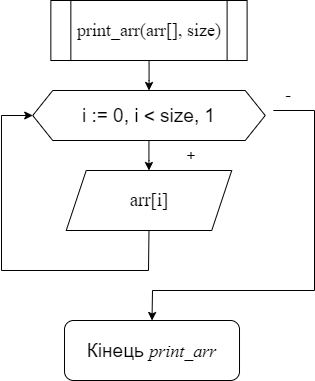 print_arr(arr[], size)
i := 0, i < size, 1
-
+
arr[i]
Кінець print_arr